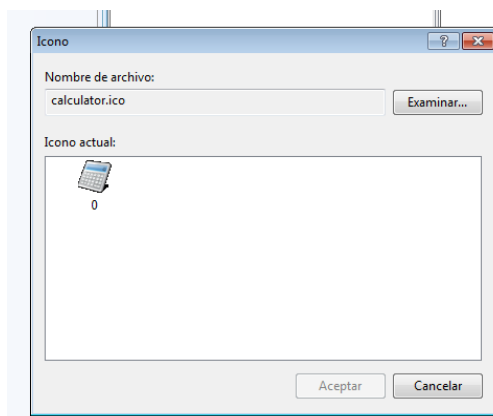 Icono
Nombre de archivo:
calculator.ico
Examinar...
Icono actual:
0
Aceptar
Cancelar